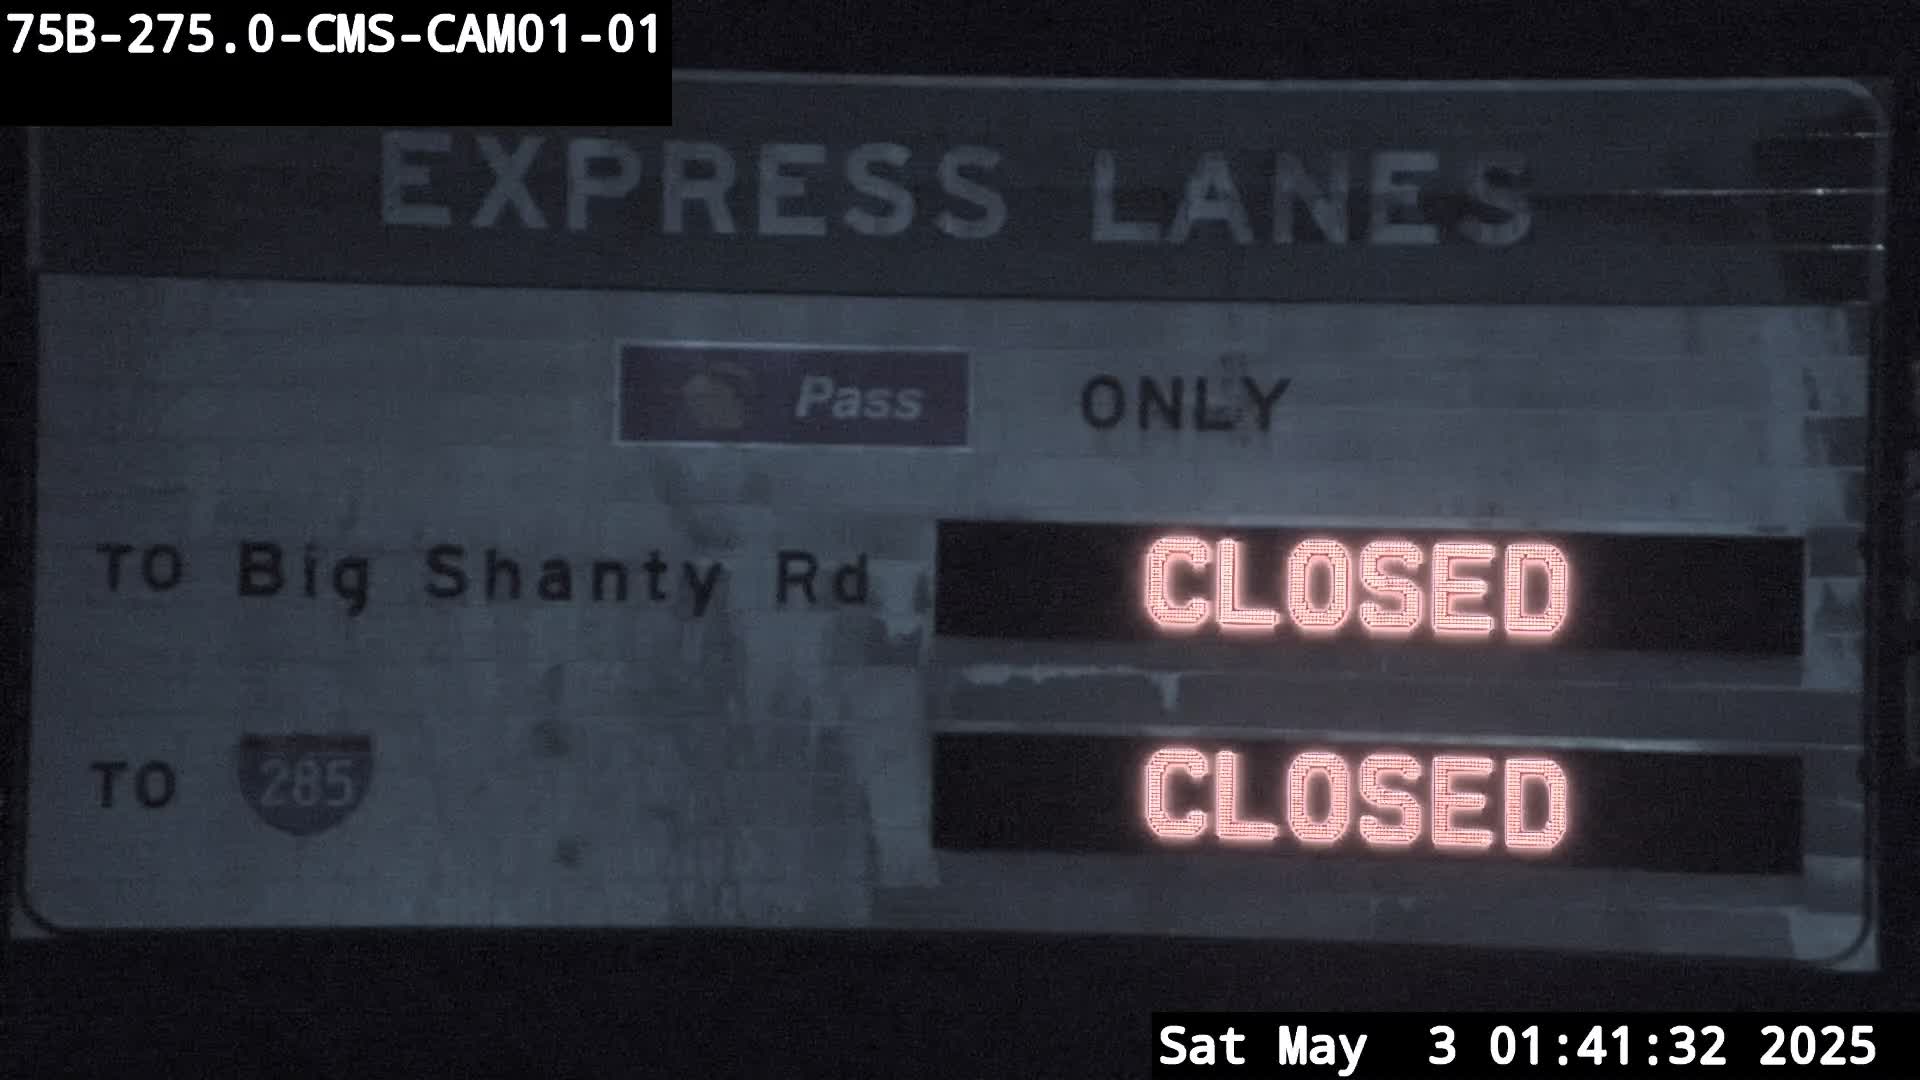 75B-275.0-CMS-CAM01-01
EXPRESS LANES
Pass ONLY
TO Big Shanty Rd CLOSED
TO 285 CLOSED
Sat May 3 01:41:32 2025